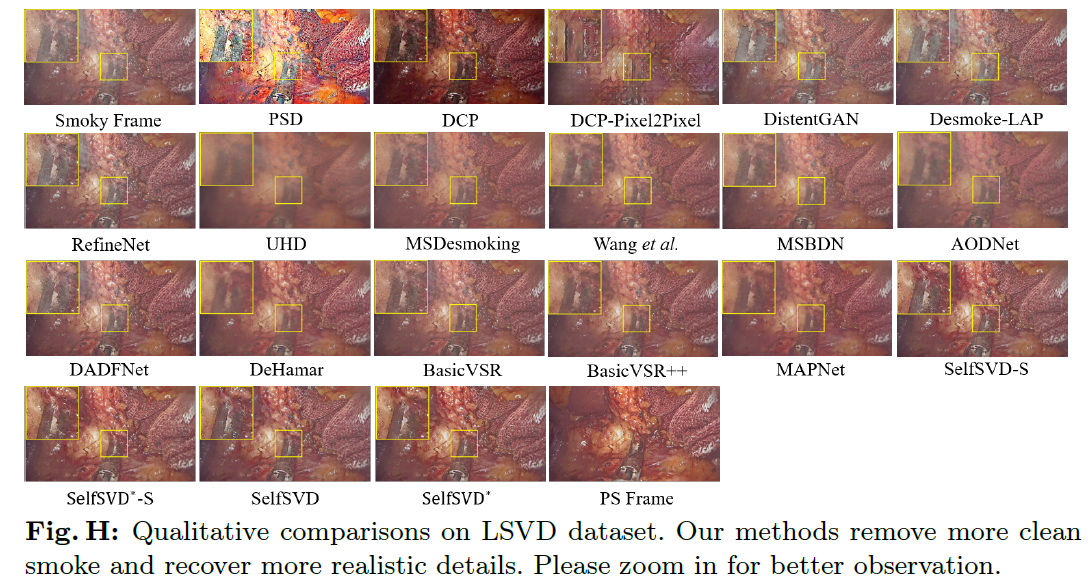 Smoky Frame PSD DCP DCP-Pixel2Pixel DistentGAN Desmoke-LAP
RefineNet UHD MSDesmoking Wang et al. MSBDN AODNet
DADFNet DeHamar BasicVSR BasicVSR++ MAPNet SelfSVD-S
SelfSVD*-S SelfSVD SelfSVD* PS Frame
Fig. H: Qualitative comparisons on LSVD dataset. Our methods remove more clean
smoke and recover more realistic details. Please zoom in for better observation.